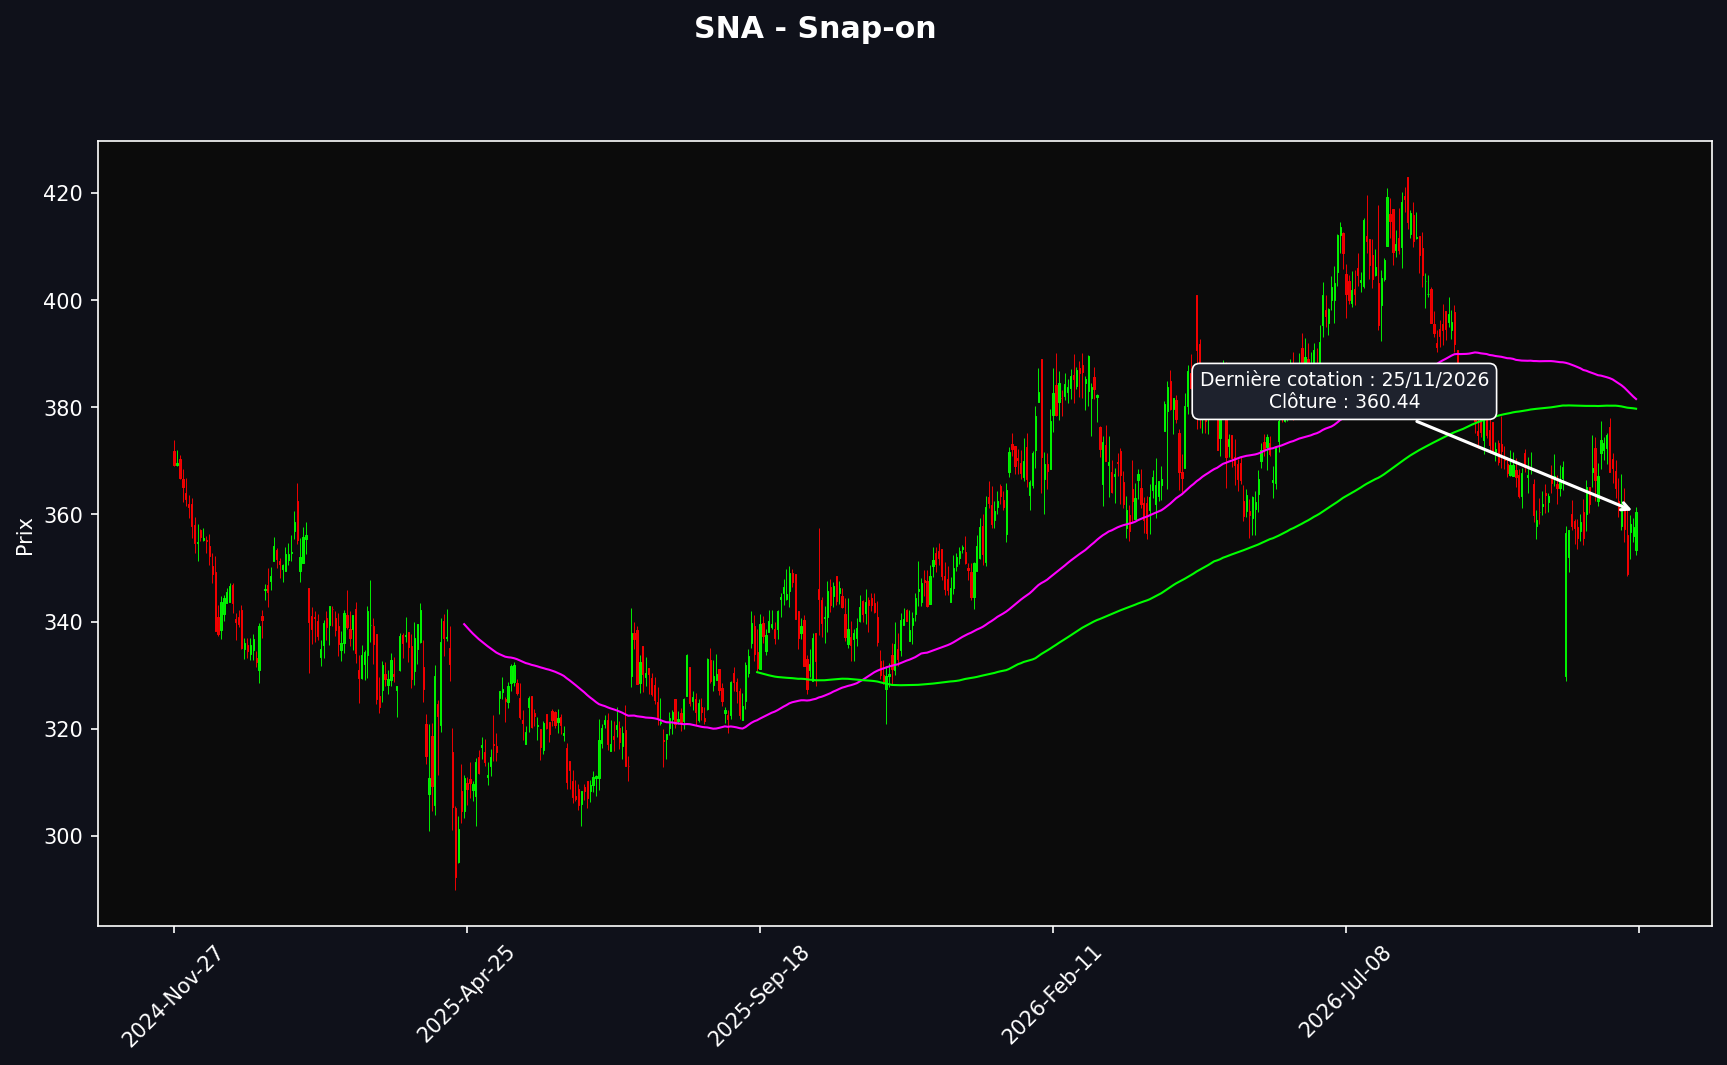 SNA - Snap-on
Prix
420
400
380
360
340
320
300
Dernière cotation : 25/11/2026
Clôture : 360.44
2024-Nov-27
2025-Apr-25
2025-Sep-18
2026-Feb-11
2026-Jul-08